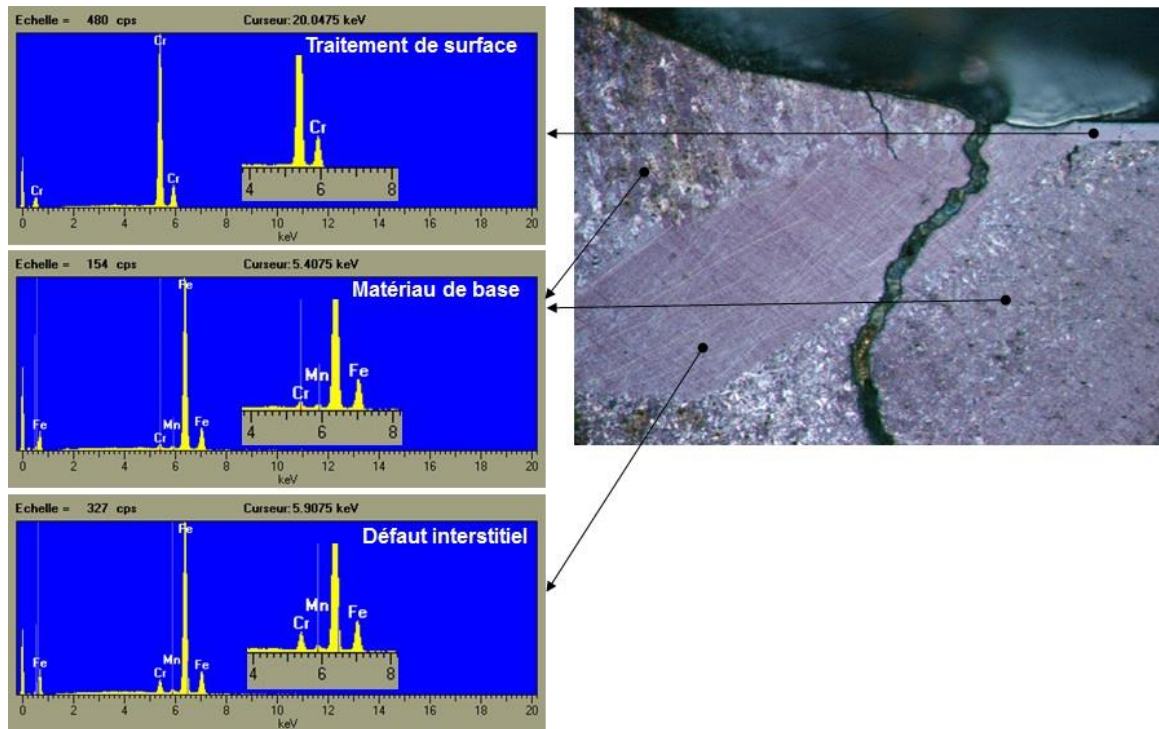 Echelle = 480 cps Curseur: 20.0475 keV
Traitement de surface
Cr
Cr
Cr
Cr
4 6 8
0 2 4 6 8 10 12 14 16 18 20
keV
Echelle = 154 cps Curseur: 5.4075 keV
Matériau de base
Fe
Mn
Fe
Cr
Fe
Mn
Fe
Cr
4 6 8
0 2 4 6 8 10 12 14 16 18 20
keV
Echelle = 327 cps Curseur: 5.9075 keV
Défaut interstitiel
Fe
Mn
Fe
Cr
Mn
Fe
Fe
Cr
4 6 8
0 2 4 6 8 10 12 14 16 18 20
keV